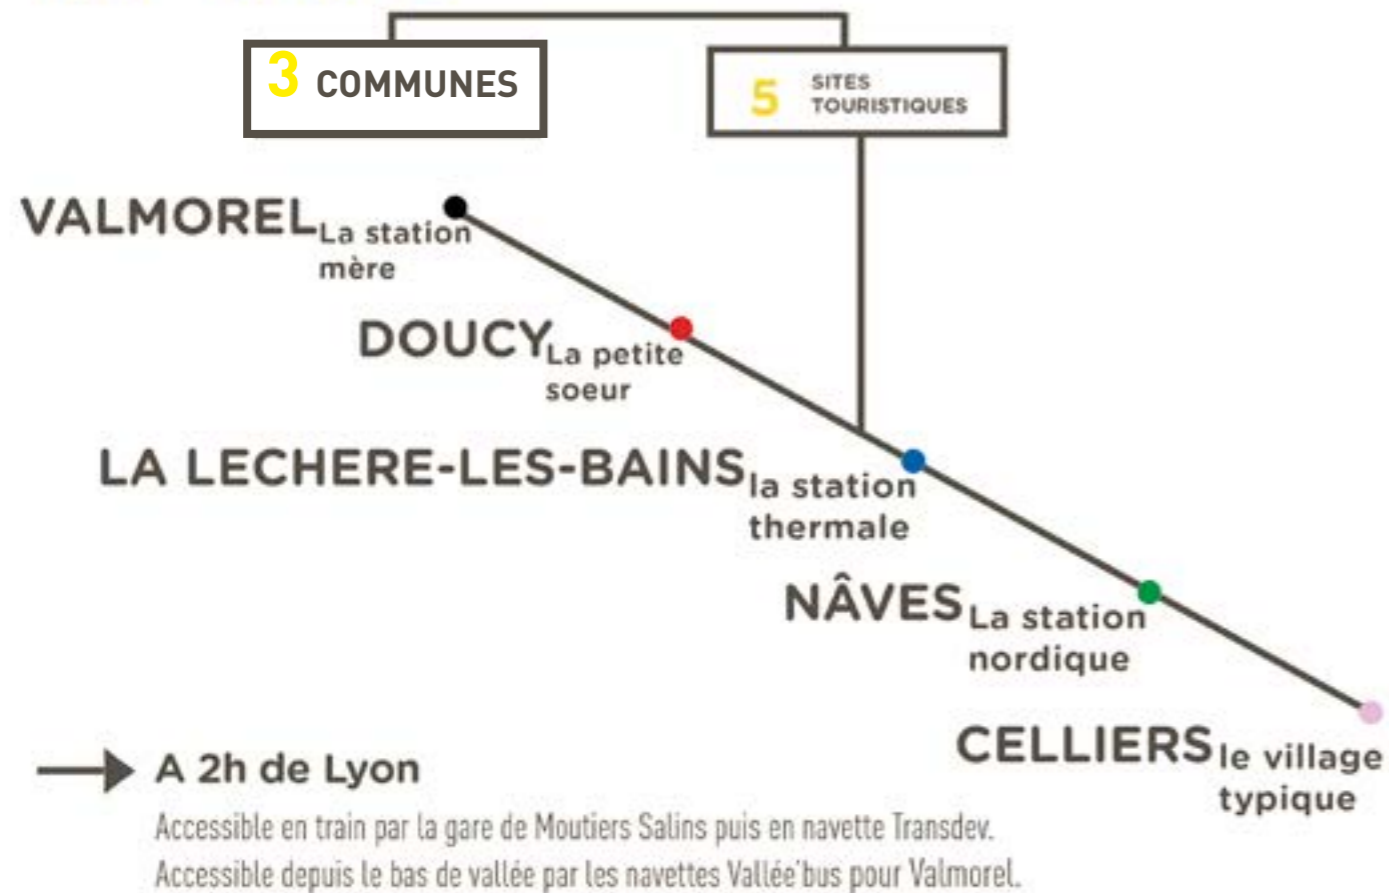 3 COMMUNES
5 SITES
TOURISTIQUES
VALMOREL La station
mère
DOUCY La petite
soeur
LA LECHERE-LES-BAINS la station
thermale
NÂVES La station
nordique
CELLIERS le village
typique
A 2h de Lyon
Accessible en train par la gare de Moutiers Salins puis en navette Transdev.
Accessible depuis le bas de vallée par les navettes Vallée'bus pour Valmorel.